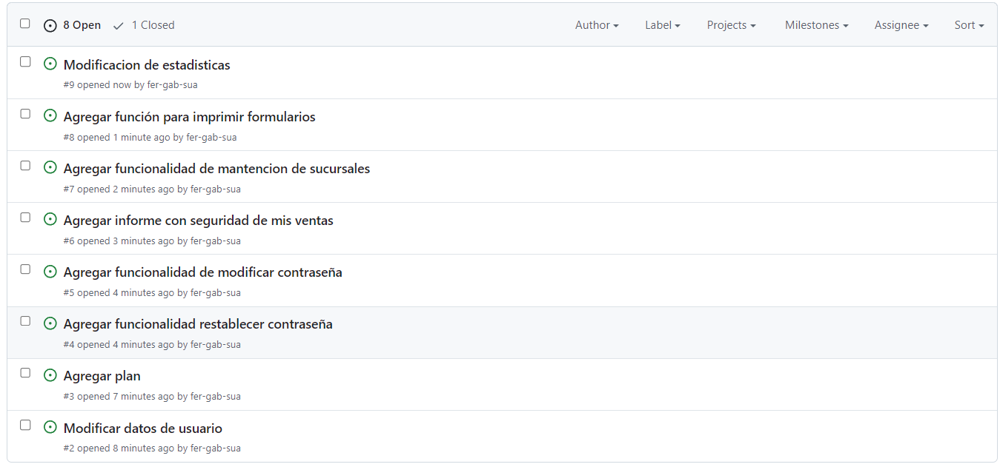 8 Open 1 Closed Author Label Projects Milestones Assignee Sort
Modificacion de estadisticas
#9 opened now by fer-gab-sua
Agregar función para imprimir formularios
#8 opened 1 minute ago by fer-gab-sua
Agregar funcionalidad de mantencion de sucursales
#7 opened 2 minutes ago by fer-gab-sua
Agregar informe con seguridad de mis ventas
#6 opened 3 minutes ago by fer-gab-sua
Agregar funcionalidad de modificar contraseña
#5 opened 4 minutes ago by fer-gab-sua
Agregar funcionalidad restablecer contraseña
#4 opened 4 minutes ago by fer-gab-sua
Agregar plan
#3 opened 7 minutes ago by fer-gab-sua
Modificar datos de usuario
#2 opened 8 minutes ago by fer-gab-sua